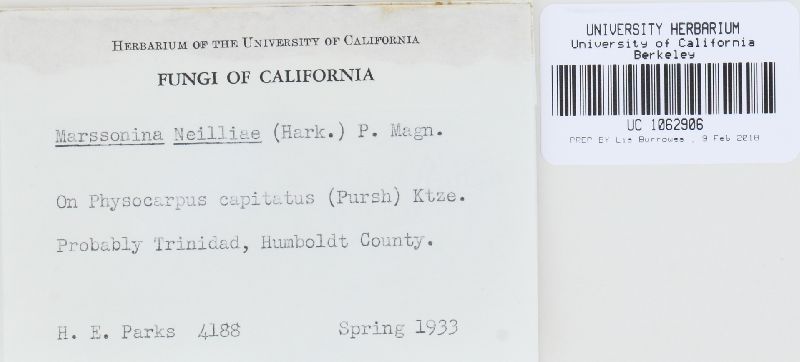 HERBARIUM OF THE UNIVERSITY OF CALIFORNIA
FUNGI OF CALIFORNIA
Marssonina Neilliae (Hark.) P. Magn.
On Physocarpus capitatus (Pursh) Ktze.
Probably Trinidad, Humboldt County.
H. E. Parks 4188 Spring 1933
UNIVERSITY HERBARIUM
University of California
Berkeley
UC 1062906
PREP BY Lia Burrowes , 9 Feb 2018